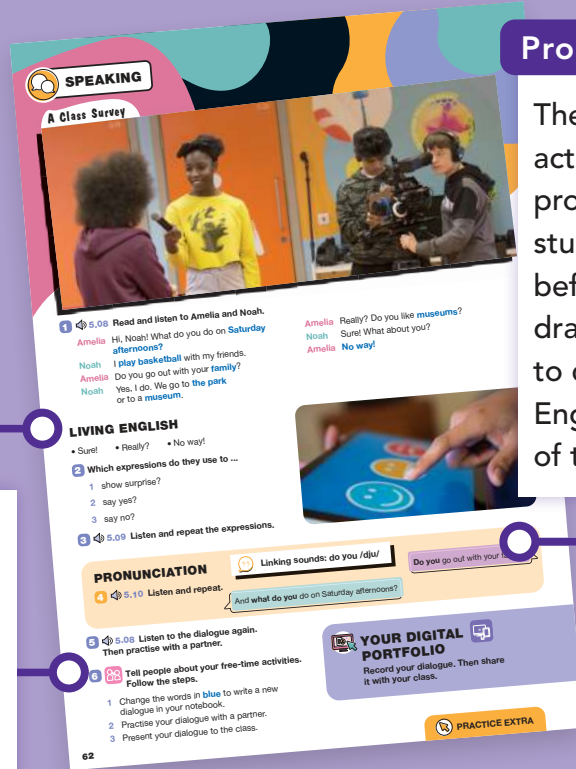 SPEAKING
A Class Survey
1 5.08 Read and listen to Amelia and Noah.
Amelia Hi, Noah! What do you do on Saturday
afternoons?
Noah I play basketball with my friends.
Amelia Do you go out with your family?
Noah Yes, I do. We go to the park
or to a museum.
Amelia Really? Do you like museums?
Noah Sure! What about you?
Amelia No way!
LIVING ENGLISH
• Sure! • Really? • No way!
2 Which expressions do they use to ...
1 show surprise?
2 say yes?
3 say no?
3 5.09 Listen and repeat the expressions.
PRONUNCIATION
Linking sounds: do you /dju/
4 5.10 Listen and repeat.
And what do you do on Saturday afternoons?
Do you go out with your
5 5.08 Listen to the dialogue again.
Then practise with a partner.
6 Tell people about your free-time activities.
Follow the steps.
1 Change the words in blue to write a new
dialogue in your notebook.
2 Practise your dialogue with a partner.
3 Present your dialogue to the class.
YOUR DIGITAL
PORTFOLIO
Record your dialogue. Then share
it with your class.
PRACTICE EXTRA
62
Pro
The
act
pro
stu
bef
dra
to
Eng
of t